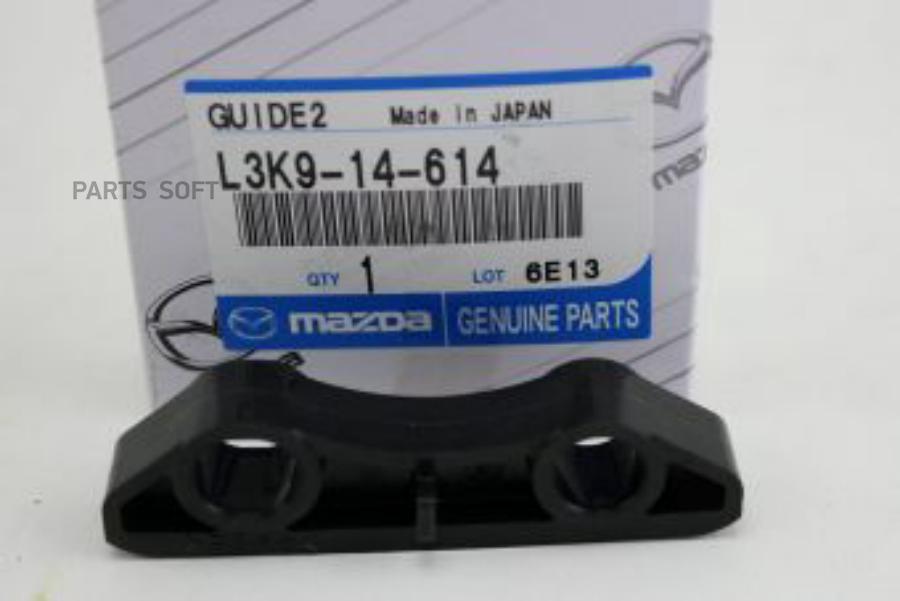 GUIDE2 Made in JAPAN
L3K9-14-614
PARTS SOFT
QTY 1 LOT 6E13
mazda GENUINE PARTS